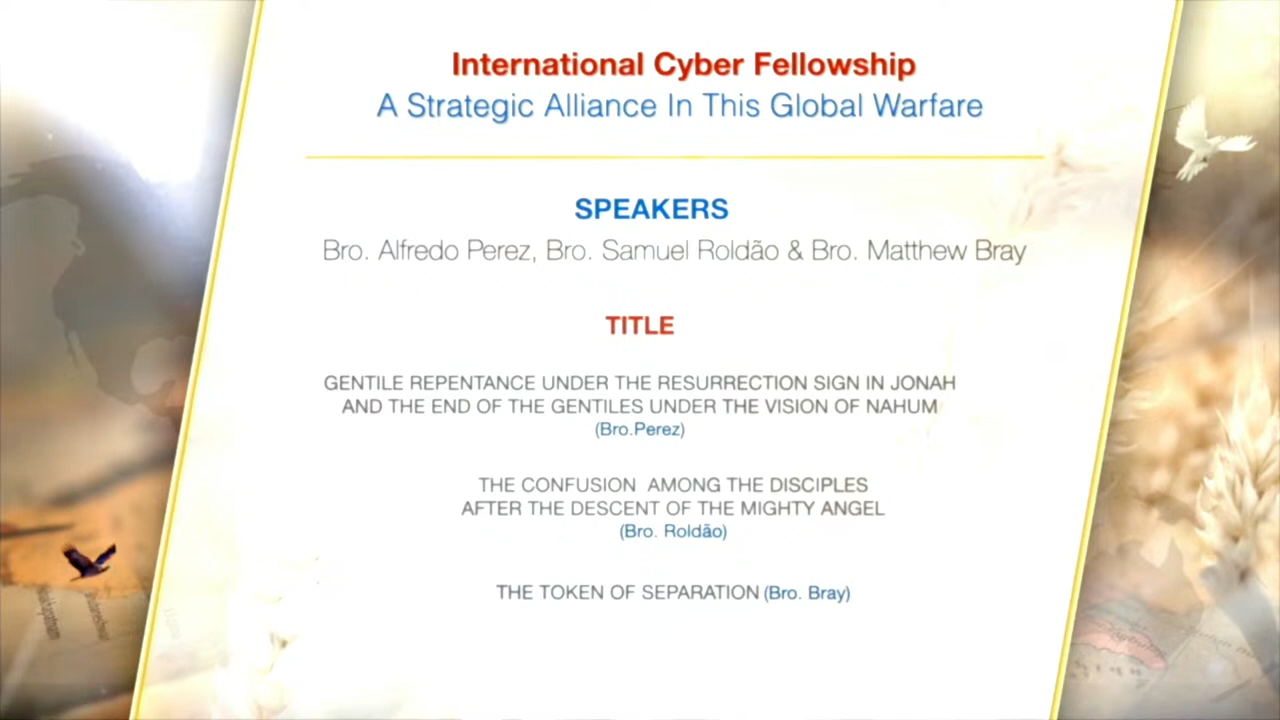 International Cyber Fellowship
A Strategic Alliance In This Global Warfare
SPEAKERS
Bro. Alfredo Perez, Bro. Samuel Roldão & Bro. Matthew Bray
TITLE
GENTILE REPENTANCE UNDER THE RESURRECTION SIGN IN JONAH
AND THE END OF THE GENTILES UNDER THE VISION OF NAHUM
(Bro.Perez)
THE CONFUSION  AMONG THE DISCIPLES
AFTER THE DESCENT OF THE MIGHTY ANGEL
(Bro. Roldão)
THE TOKEN OF SEPARATION (Bro. Bray)